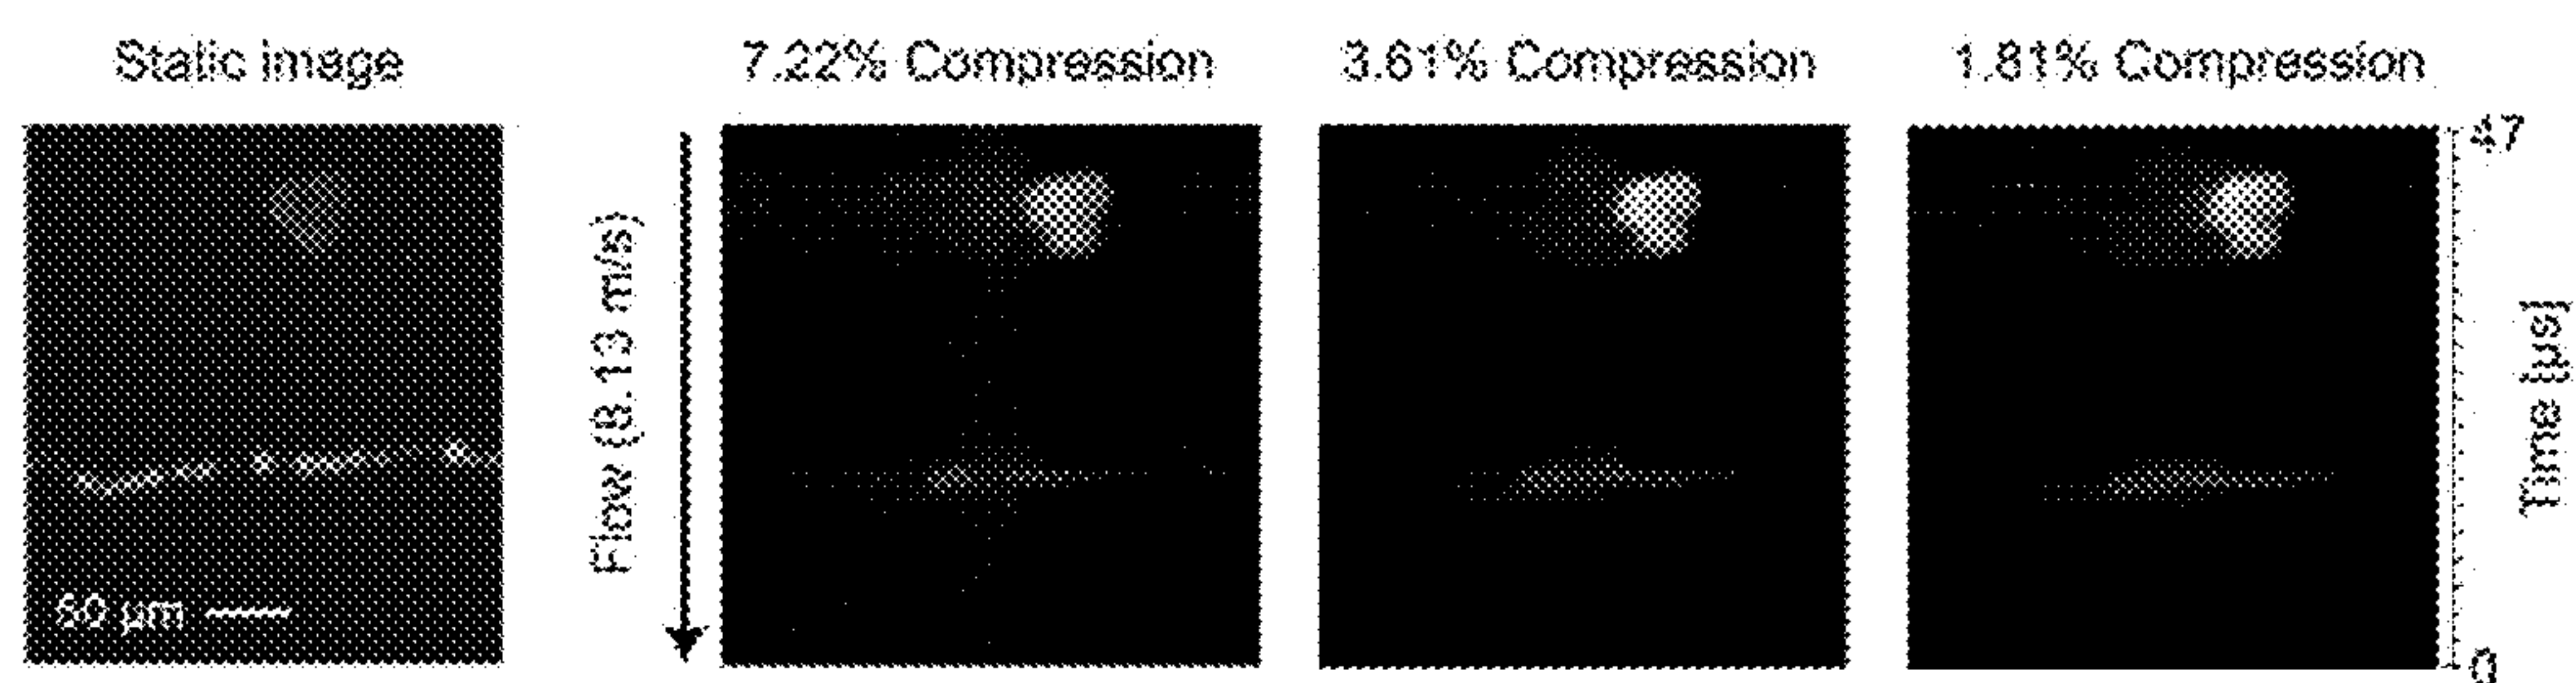 Static image
7.22% Compression
3.61% Compression
1.81% Compression
Flow (8.13 m/s)
50 µm
47
Time [µs]
0